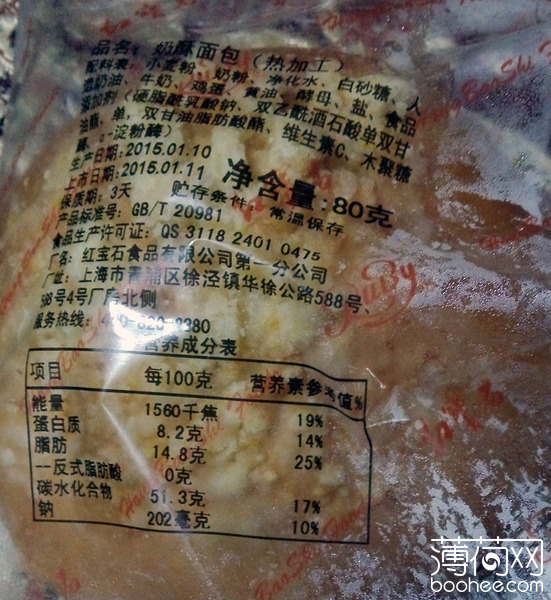 品名: 奶酥面包 (热加工)
配料表: 小麦粉、奶粉、净化水、白砂糖、人
造奶油、牛奶、鸡蛋、黄油、酵母、盐、食品
添加剂 (硬脂酰乳酸钠、双乙酰酒石酸单双甘
油酯、单, 双甘油脂肪酸酯、维生素C、木聚糖
酶、-淀粉酶)
生产日期:2015.01.10
上市日期:2015.01.11
净含量:80克
保质期: 3天 贮存条件: 常温保存
产品标准号: GB/T 20981
食品生产许可证: QS 3118 2401 0475
厂名: 红宝石食品有限公司第一分公司
厂址: 上海市青浦区徐泾镇华徐公路588号、
588号4号厂房北侧
服务热线:
营养成分表
项目 每100克 营养素参考值%
能量 1560千焦 19%
蛋白质 8.2克 14%
脂肪 14.8克 25%
--反式脂肪酸 0克
碳水化合物 51.3克 17%
钠 202毫克 10%
Ruby
薄荷网
boohee.com